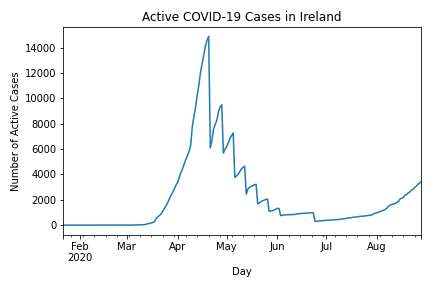 Active COVID-19 Cases in Ireland
Number of Active Cases
14000
12000
10000
8000
6000
4000
2000
0
Feb Mar Apr May Jun Jul Aug
2020
Day